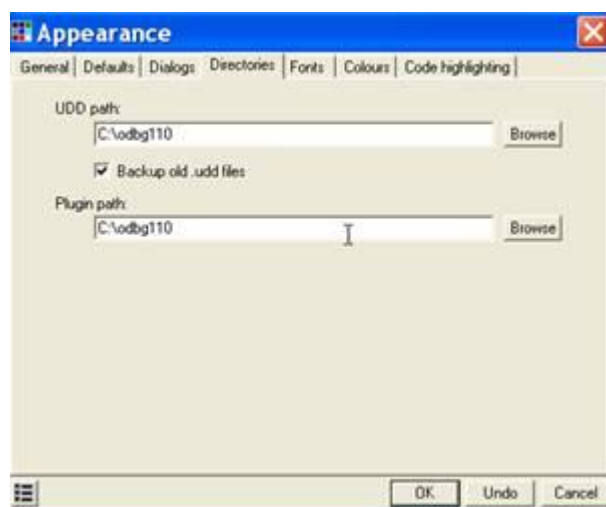 Appearance
General Defaults Dialogs Directories Fonts Colours Code highlighting
UDD path:
C:\odbg110 Browse
Backup old .udd files
Plugin path:
C:\odbg110 Browse
OK Undo Cancel